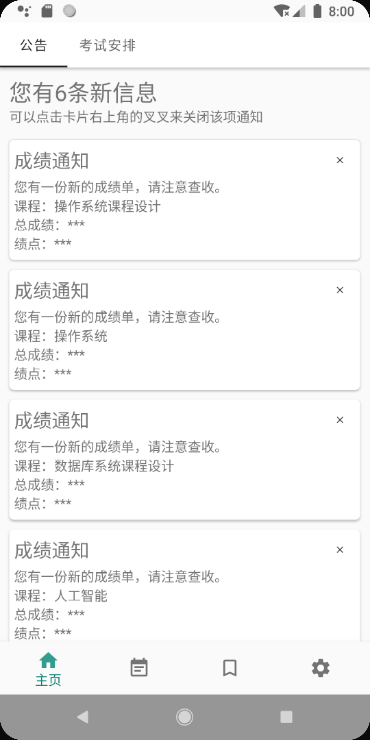 8:00
公告 考试安排
您有6条新信息
可以点击卡片右上角的叉叉来关闭该项通知
成绩通知 ×
您有一份新的成绩单，请注意查收。
课程：操作系统课程设计
总成绩：***
绩点：***
成绩通知 ×
您有一份新的成绩单，请注意查收。
课程：操作系统
总成绩：***
绩点：***
成绩通知 ×
您有一份新的成绩单，请注意查收。
课程：数据库系统课程设计
总成绩：***
绩点：***
成绩通知 ×
您有一份新的成绩单，请注意查收。
课程：人工智能
总成绩：***
绩点：***
主页